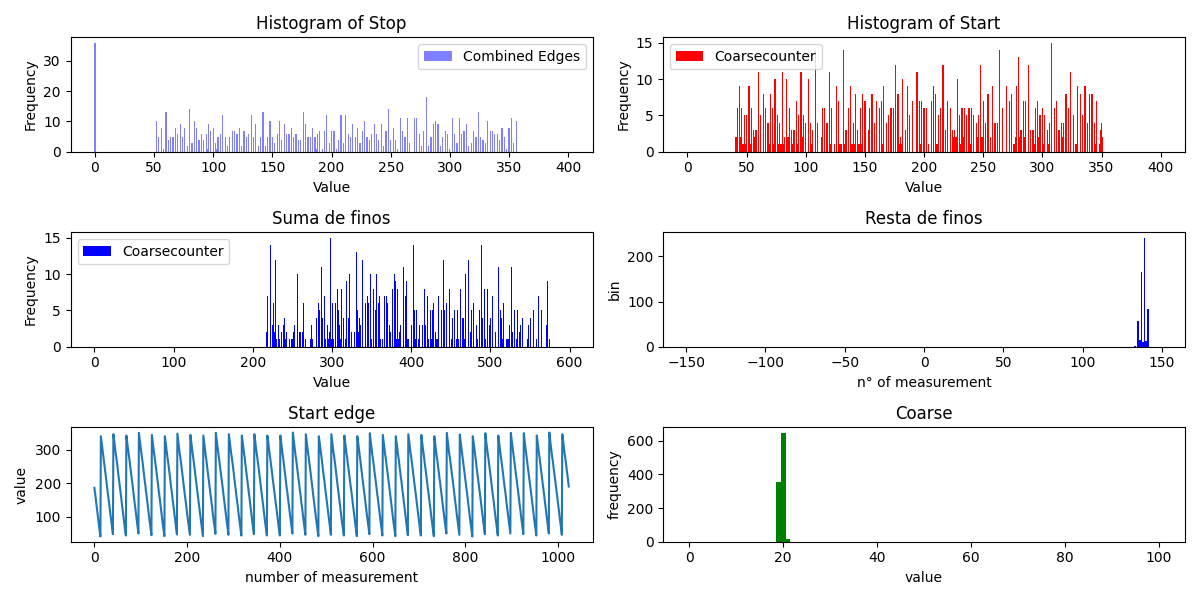 Histogram of Stop
Combined Edges
Frequency
30
20
10
0
0 50 100 150 200 250 300 350 400
Value
Histogram of Start
Coarsecounter
Frequency
15
10
5
0
0 50 100 150 200 250 300 350 400
Value
Suma de finos
Coarsecounter
Frequency
15
10
5
0
0 100 200 300 400 500 600
Value
Resta de finos
bin
200
100
0
−150 −100 −50 0 50 100 150
n° of measurement
Start edge
value
300
200
100
0 200 400 600 800 1000
number of measurement
Coarse
frequency
600
400
200
0
0 20 40 60 80 100
value